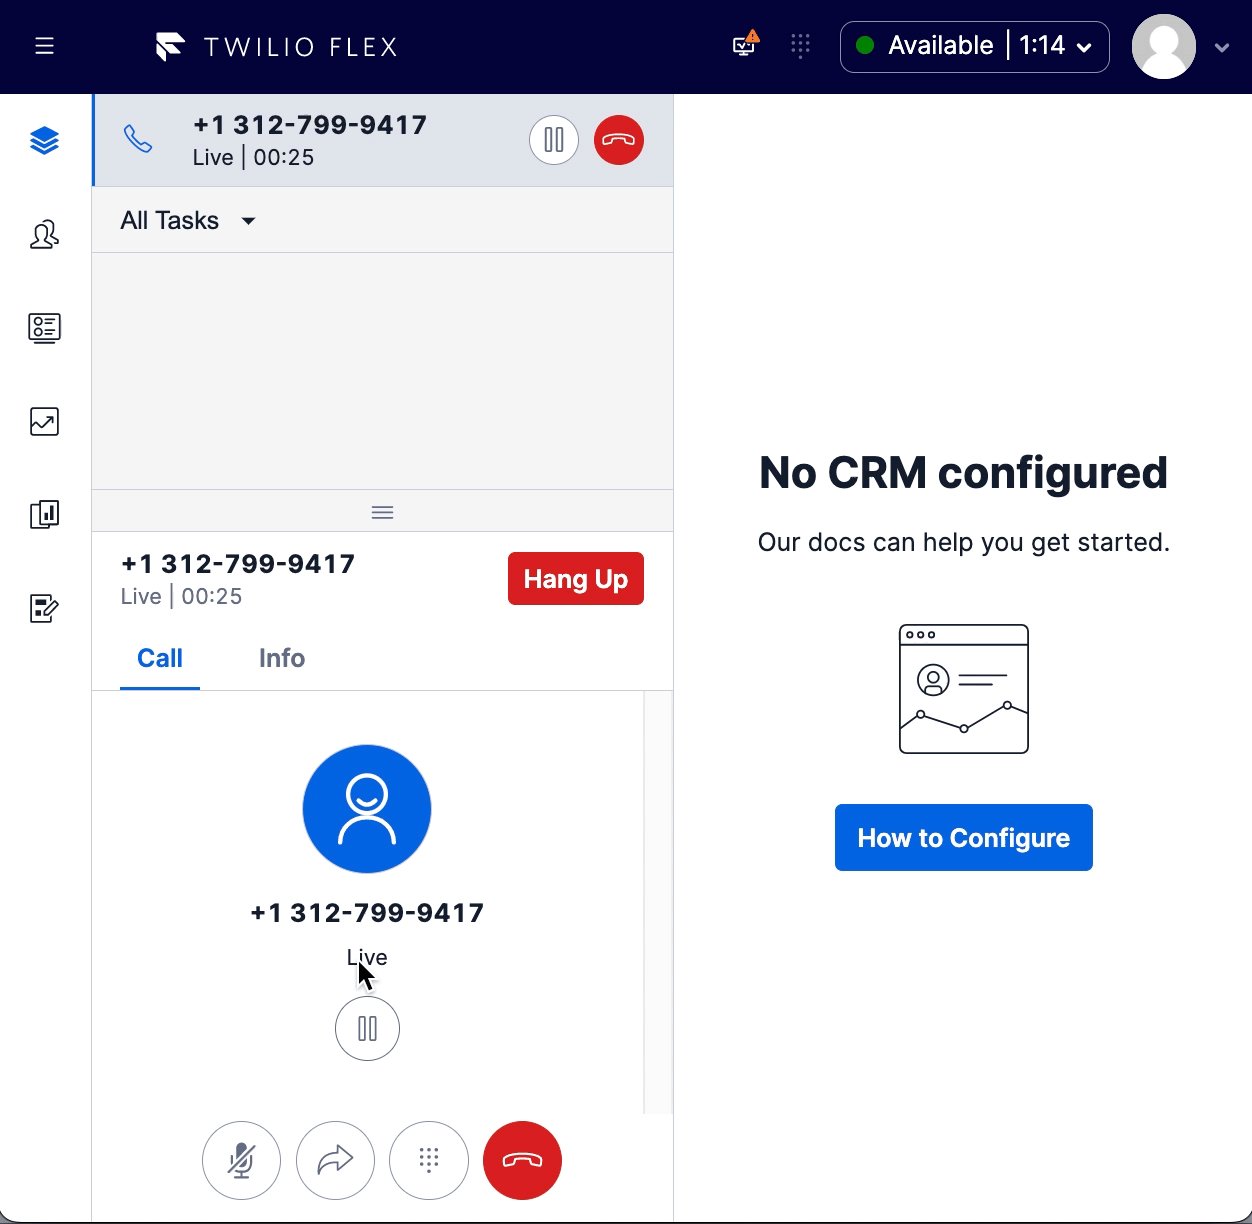 TWILIO FLEX
Available | 1:14
+1 312-799-9417
Live | 00:25
All Tasks
+1 312-799-9417
Live | 00:25
Hang Up
Call
Info
+1 312-799-9417
Live
No CRM configured
Our docs can help you get started.
How to Configure